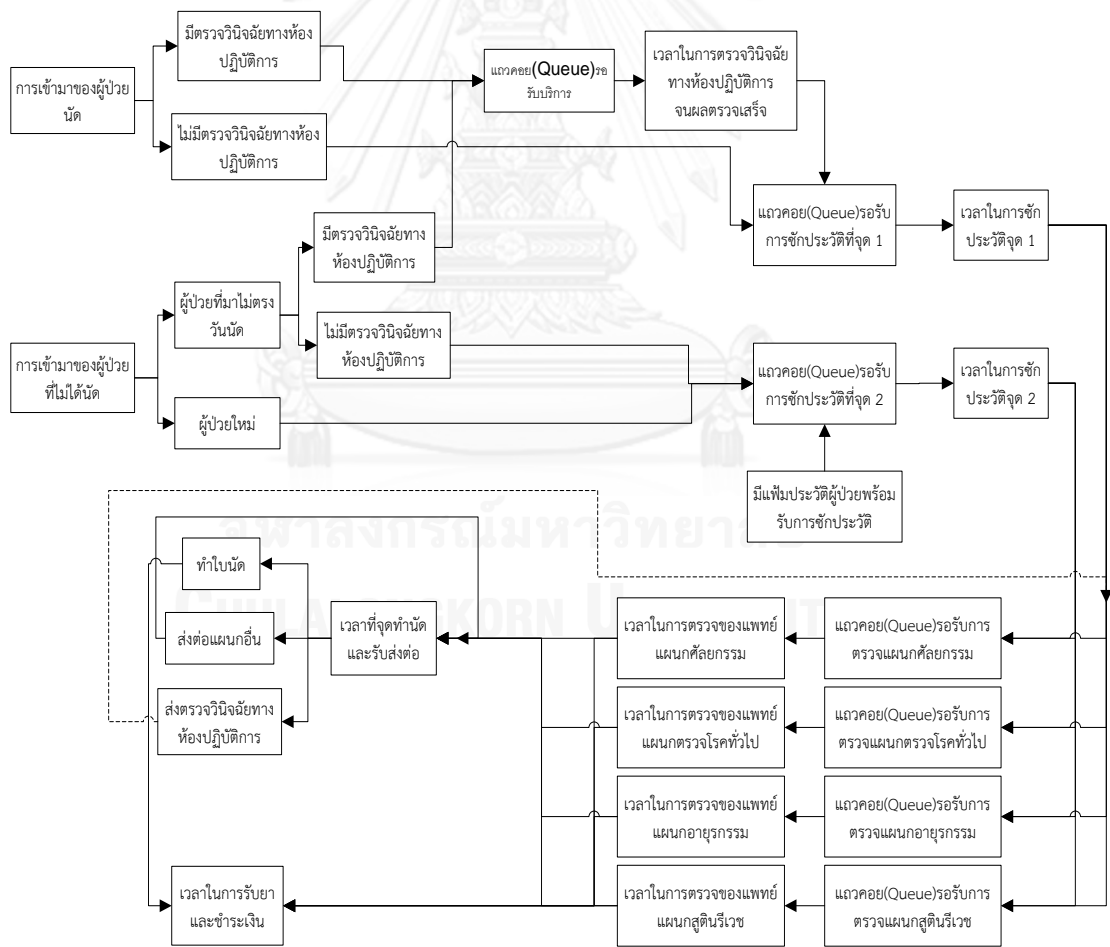 มีตรวจวินิจฉัยทางห้อง
ปฏิบัติการ
การเข้ามาของผู้ป่วย
นัด
ไม่มีตรวจวินิจฉัยทางห้อง
ปฏิบัติการ
แถวคอย(Queue)รอ
รับบริการ
เวลาในการตรวจวินิจฉัย
ทางห้องปฏิบัติการ
จนผลตรวจเสร็จ
แถวคอย(Queue)รอรับ
การซักประวัติที่จุด 1
เวลาในการซัก
ประวัติจุด 1
มีตรวจวินิจฉัยทาง
ห้องปฏิบัติการ
ผู้ป่วยที่มาไม่ตรง
วันนัด
ไม่มีตรวจวินิจฉัยทาง
ห้องปฏิบัติการ
การเข้ามาของผู้ป่วย
ที่ไม่ได้นัด
ผู้ป่วยใหม่
แถวคอย(Queue)รอรับ
การซักประวัติที่จุด 2
เวลาในการซัก
ประวัติจุด 2
มีแฟ้มประวัติผู้ป่วยพร้อม
รับการซักประวัติ
จุฬาลงกรณ์มหาวิทยาลัย
CHULALONGKORN UNIVERSITY
ทำใบนัด
ส่งต่อแผนกอื่น
ส่งตรวจวินิจฉัยทาง
ห้องปฏิบัติการ
เวลาที่จุดทำนัด
และรับส่งต่อ
เวลาในการตรวจของแพทย์
แผนกศัลยกรรม
แถวคอย(Queue)รอรับการ
ตรวจแผนกศัลยกรรม
เวลาในการตรวจของแพทย์
แผนกตรวจโรคทั่วไป
แถวคอย(Queue)รอรับการ
ตรวจแผนกตรวจโรคทั่วไป
เวลาในการตรวจของแพทย์
แผนกอายุรกรรม
แถวคอย(Queue)รอรับการ
ตรวจแผนกอายุรกรรม
เวลาในการรับยา
และชำระเงิน
เวลาในการตรวจของแพทย์
แผนกสูตินรีเวช
แถวคอย(Queue)รอรับการ
ตรวจแผนกสูตินรีเวช